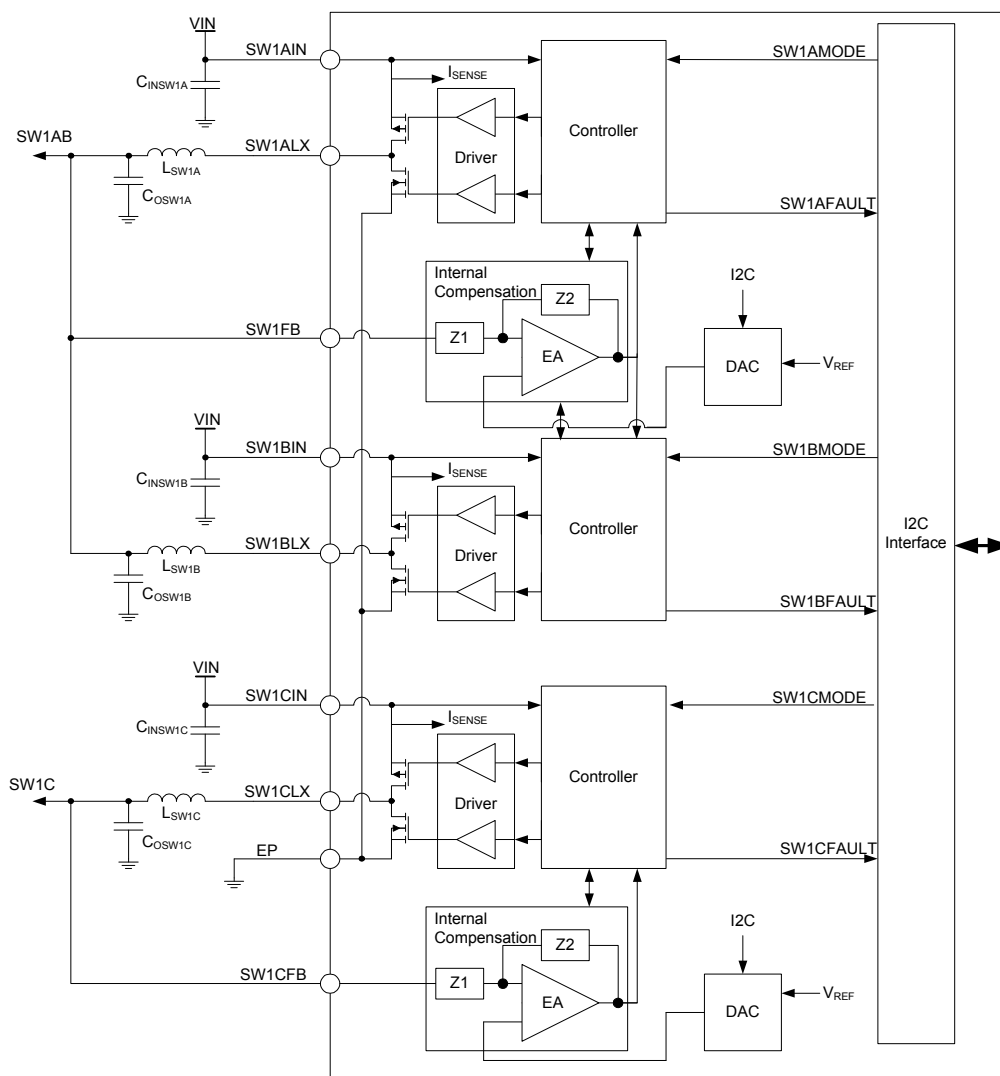 VIN
SW1AIN
SW1AMODE
ISENSE
CINSW1A
Controller
SW1AB
SW1ALX
Driver
LSW1A
COSW1A
SW1AFAULT
Internal
Compensation
Z2
I2C
SW1FB
Z1
EA
DAC
VREF
VIN
SW1BIN
SW1BMODE
ISENSE
CINSW1B
Controller
I2C
Interface
SW1BLX
Driver
LSW1B
COSW1B
SW1BFAULT
VIN
SW1CIN
SW1CMODE
ISENSE
CINSW1C
Controller
SW1C
SW1CLX
Driver
LSW1C
COSW1C
EP
SW1CFAULT
Internal
Compensation
Z2
I2C
SW1CFB
Z1
EA
DAC
VREF